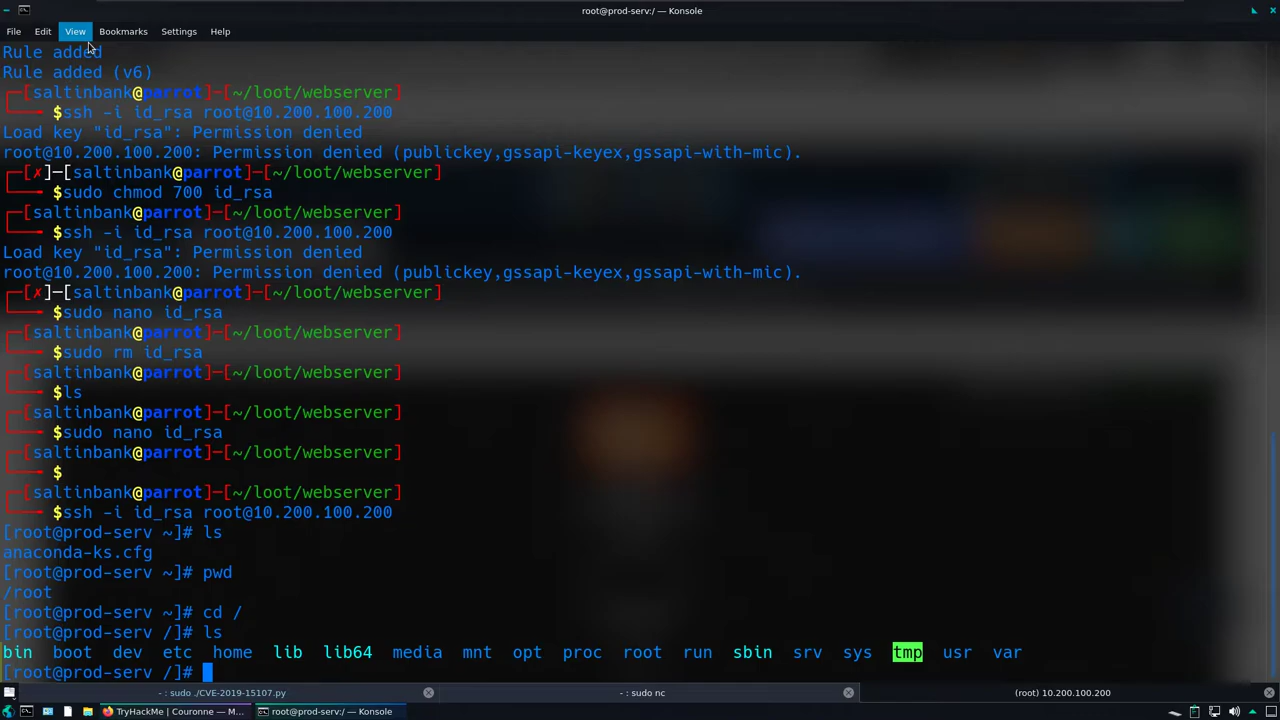 root@prod-serv:/ — Konsole
File Edit View Bookmarks Settings Help
Rule added
Rule added (v6)
┌─[saltinbank@parrot]─[~/loot/webserver]
└──╼ $ssh -i id_rsa root@10.200.100.200
Load key "id_rsa": Permission denied
root@10.200.100.200: Permission denied (publickey,gssapi-keyex,gssapi-with-mic).
┌─[✗]─[saltinbank@parrot]─[~/loot/webserver]
└──╼ $sudo chmod 700 id_rsa
┌─[saltinbank@parrot]─[~/loot/webserver]
└──╼ $ssh -i id_rsa root@10.200.100.200
Load key "id_rsa": Permission denied
root@10.200.100.200: Permission denied (publickey,gssapi-keyex,gssapi-with-mic).
┌─[✗]─[saltinbank@parrot]─[~/loot/webserver]
└──╼ $sudo nano id_rsa
┌─[saltinbank@parrot]─[~/loot/webserver]
└──╼ $sudo rm id_rsa
┌─[saltinbank@parrot]─[~/loot/webserver]
└──╼ $ls
┌─[saltinbank@parrot]─[~/loot/webserver]
└──╼ $sudo nano id_rsa
┌─[saltinbank@parrot]─[~/loot/webserver]
└──╼ $
┌─[saltinbank@parrot]─[~/loot/webserver]
└──╼ $ssh -i id_rsa root@10.200.100.200
[root@prod-serv ~]# ls
anaconda-ks.cfg
[root@prod-serv ~]# pwd
/root
[root@prod-serv ~]# cd /
[root@prod-serv /]# ls
bin boot dev etc home lib lib64 media mnt opt proc root run sbin srv sys tmp usr var
[root@prod-serv /]#
- : sudo ./CVE-2019-15107.py - : sudo nc (root) 10.200.100.200
TryHackMe | Couronne — M... root@prod-serv:/ — Konsole